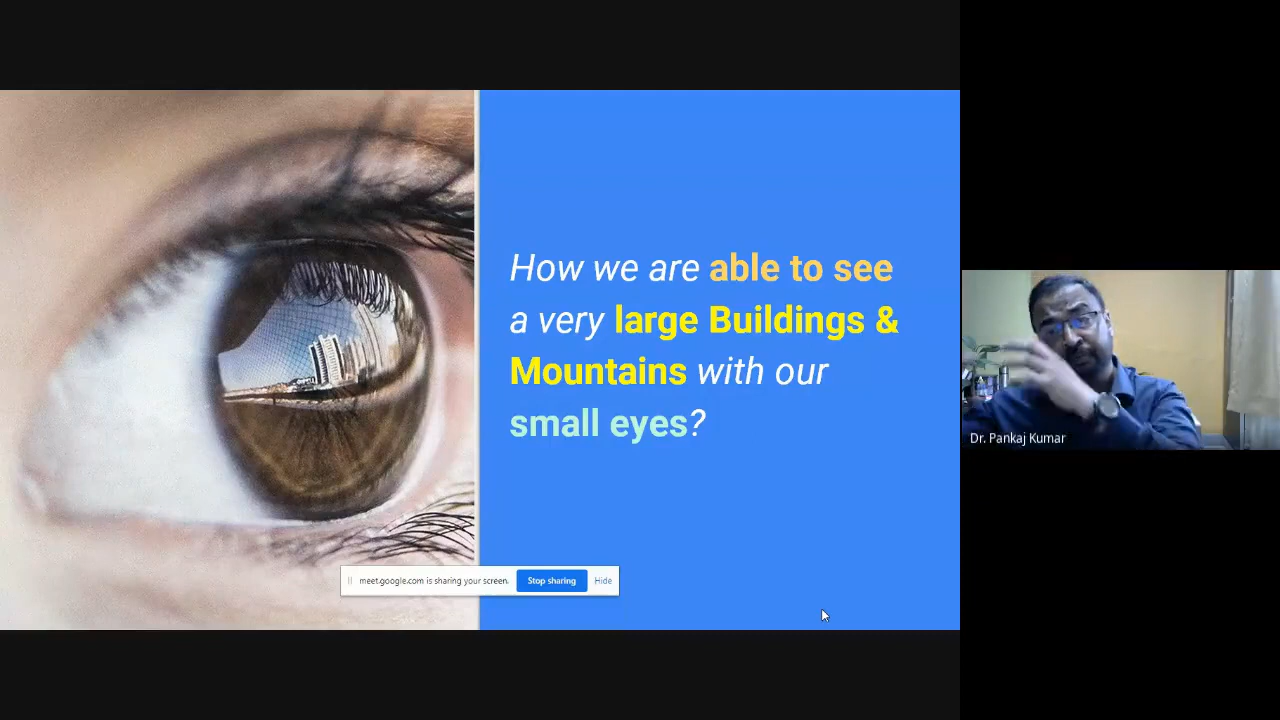 How we are able to see
a very large Buildings &
Mountains with our
small eyes?
Dr. Pankaj Kumar
meet.google.com is sharing your screen.
Stop sharing
Hide